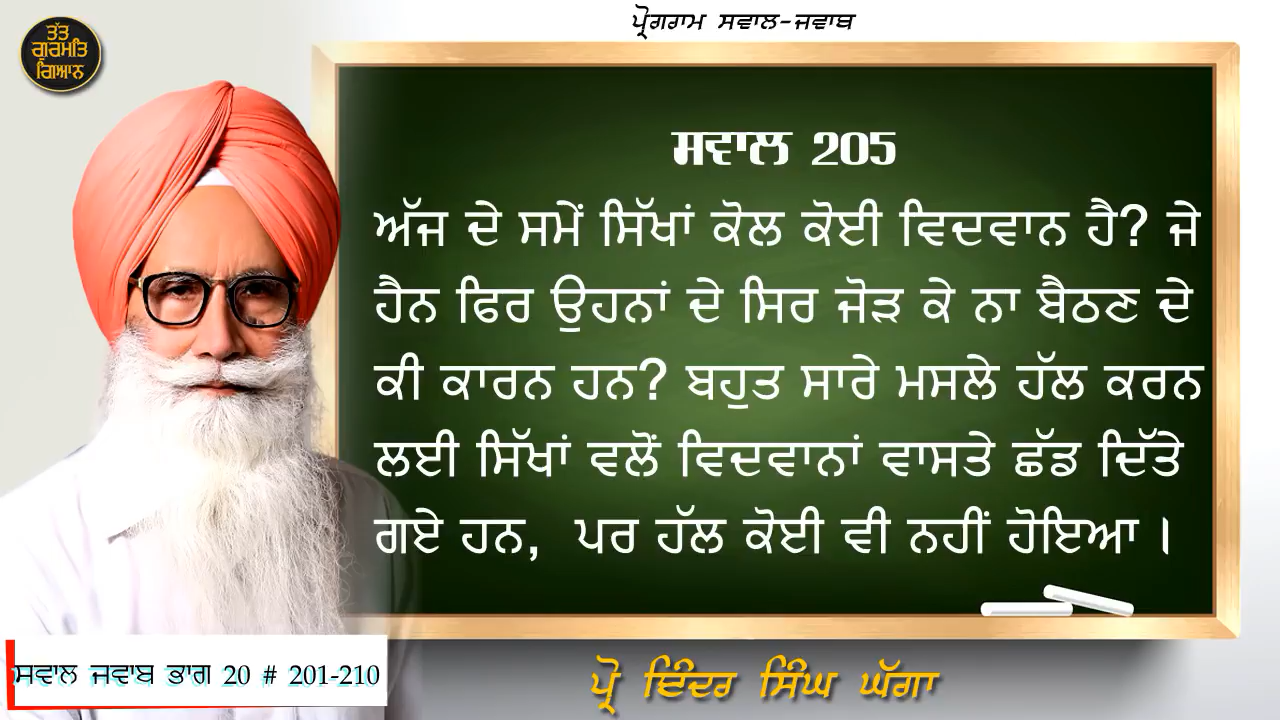 ਪ੍ਰੋਗਰਾਮ ਸਵਾਲ-ਜਵਾਬ
ਤੱਤ
ਗੁਰਮਤਿ
ਗਿਆਨ
ਸਵਾਲ 205
ਅੱਜ ਦੇ ਸਮੇਂ ਸਿੱਖਾਂ ਕੋਲ ਕੋਈ ਵਿਦਵਾਨ ਹੈ? ਜੇ
ਹੈਨ ਫਿਰ ਉਹਨਾਂ ਦੇ ਸਿਰ ਜੋੜ ਕੇ ਨਾ ਬੈਠਣ ਦੇ
ਕੀ ਕਾਰਨ ਹਨ? ਬਹੁਤ ਸਾਰੇ ਮਸਲੇ ਹੱਲ ਕਰਨ
ਲਈ ਸਿੱਖਾਂ ਵਲੋਂ ਵਿਦਵਾਨਾਂ ਵਾਸਤੇ ਛੱਡ ਦਿੱਤੇ
ਗਏ ਹਨ, ਪਰ ਹੱਲ ਕੋਈ ਵੀ ਨਹੀਂ ਹੋਇਆ ।
ਸਵਾਲ ਜਵਾਬ ਭਾਗ 20 # 201-210
ਪ੍ਰੋ ਇੰਦਰ ਸਿੰਘ ਘੱਗਾ